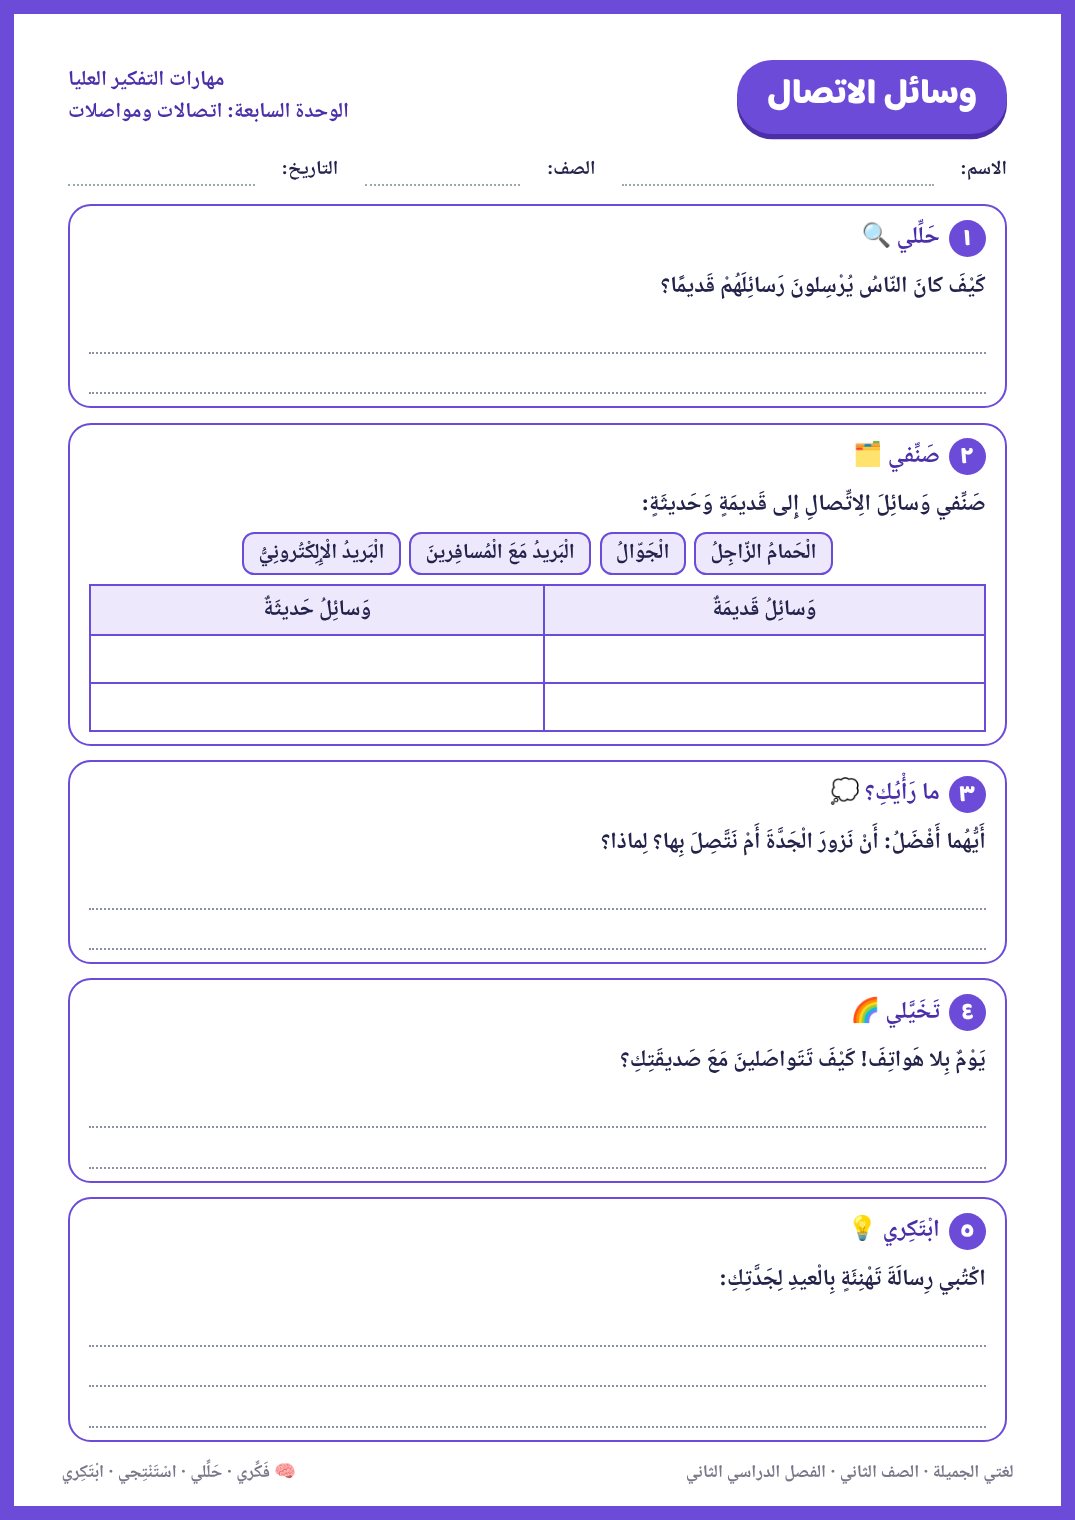 وسائل الاتصال
مهارات التفكير العليا
الوحدة السابعة: اتصالات ومواصلات
الاسم: الصف: التاريخ:
١ حَلِّلي 🔍
كَيْفَ كانَ النّاسُ يُرْسِلونَ رَسائِلَهُمْ قَديمًا؟
٢ صَنِّفي 🗂️
صَنِّفي وَسائِلَ الِاتِّصالِ إِلى قَديمَةٍ وَحَديثَةٍ:
الْحَمامُ الزّاجِلُ الْجَوّالُ الْبَريدُ مَعَ الْمُسافِرينَ الْبَريدُ الْإِلِكْتُرونِيُّ
وَسائِلُ قَديمَةٌ وَسائِلُ حَديثَةٌ
٣ ما رَأْيُكِ؟ 💭
أَيُّهُما أَفْضَلُ: أَنْ نَزورَ الْجَدَّةَ أَمْ نَتَّصِلَ بِها؟ لِماذا؟
٤ تَخَيَّلي 🌈
يَوْمٌ بِلا هَواتِفَ! كَيْفَ تَتَواصَلينَ مَعَ صَديقَتِكِ؟
٥ ابْتَكِري 💡
اكْتُبي رِسالَةَ تَهْنِئَةٍ بِالْعيدِ لِجَدَّتِكِ:
لغتي الجميلة · الصف الثاني · الفصل الدراسي الثاني
🧠 فَكِّري · حَلِّلي · اسْتَنْتِجي · ابْتَكِري